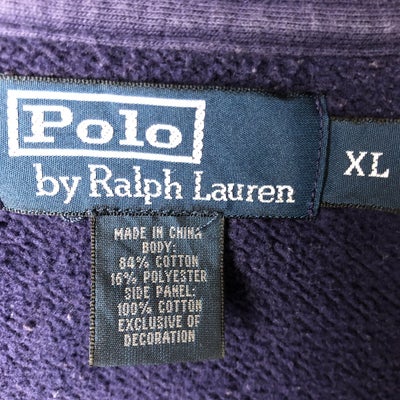 Polo
by Ralph Lauren
XL
MADE IN CHINA
BODY:
84% COTTON
16% POLYESTER
SIDE PANEL:
100% COTTON
EXCLUSIVE OF
DECORATION